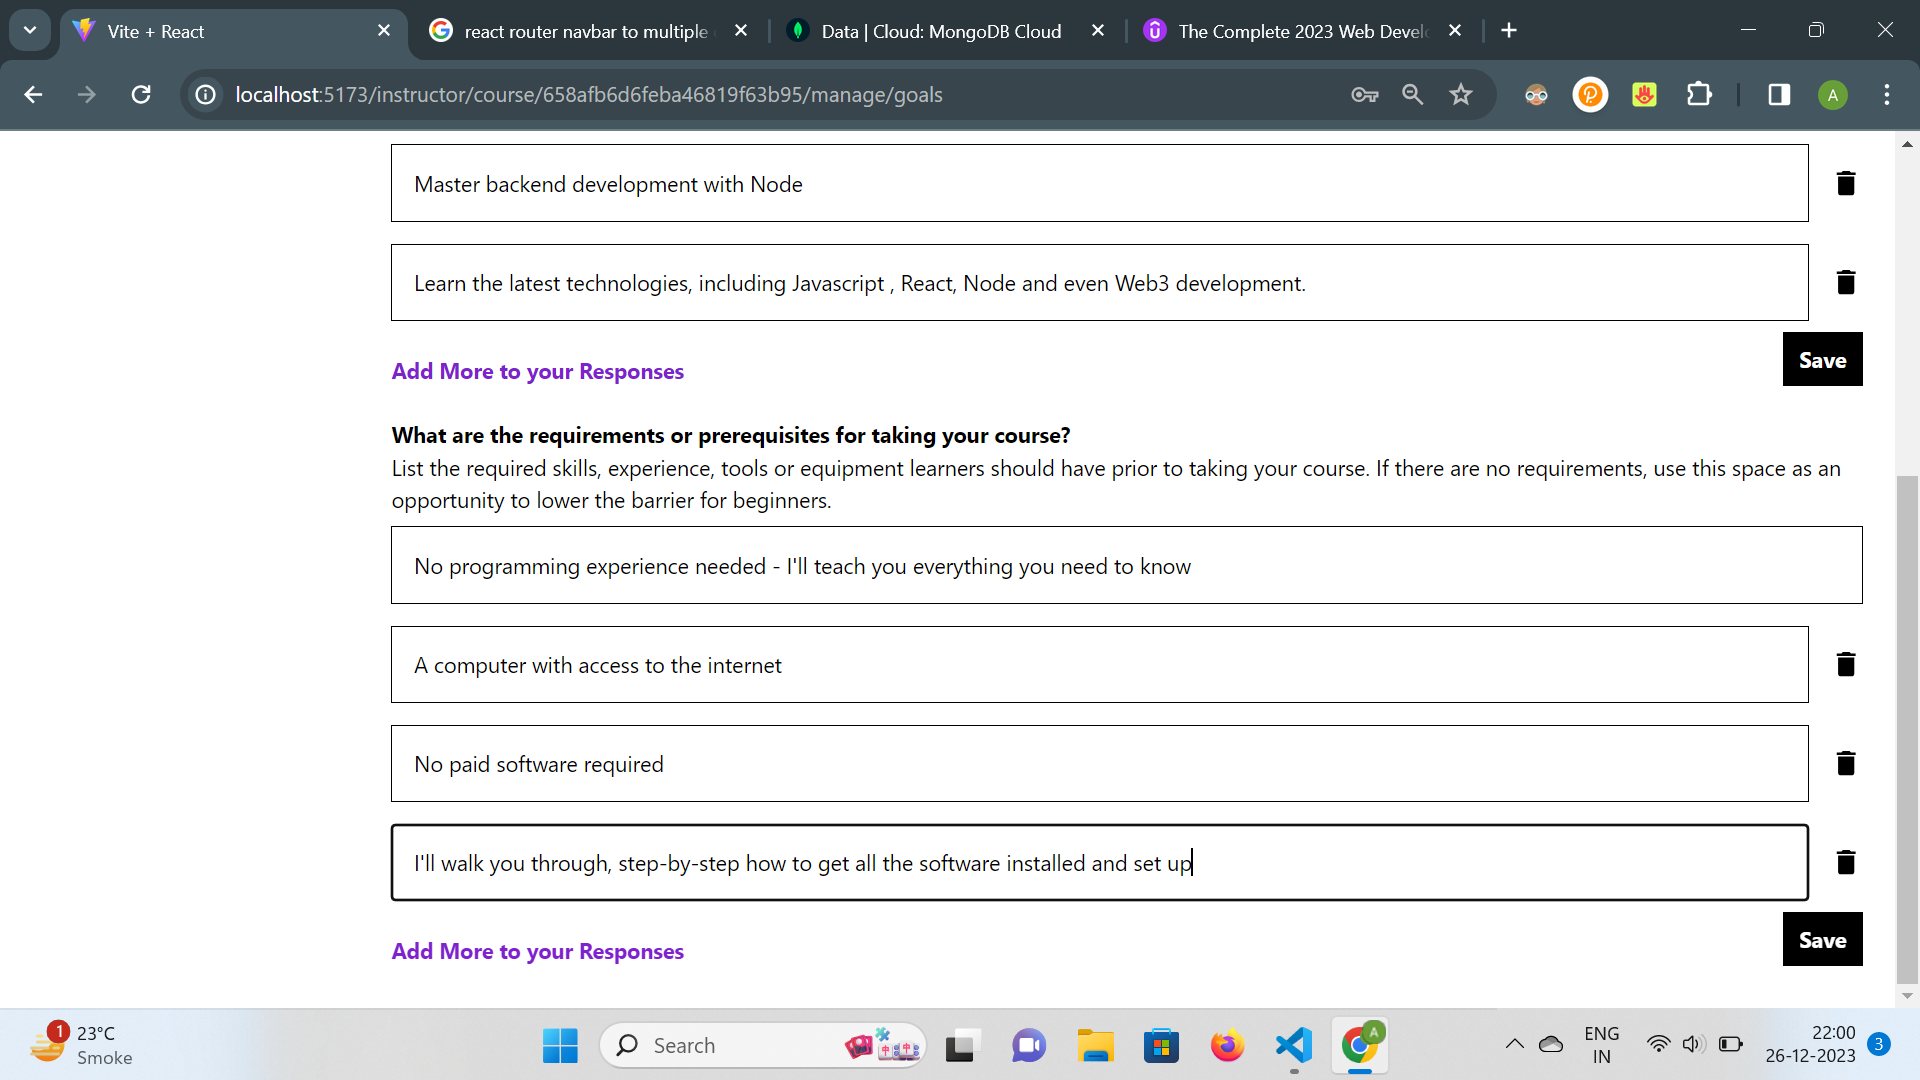 Vite + React
react router navbar to multiple
Data | Cloud: MongoDB Cloud
The Complete 2023 Web Devel
localhost:5173/instructor/course/658afb6d6feba46819f63b95/manage/goals
A
Master backend development with Node
Learn the latest technologies, including Javascript , React, Node and even Web3 development.
Add More to your Responses
Save
What are the requirements or prerequisites for taking your course?
List the required skills, experience, tools or equipment learners should have prior to taking your course. If there are no requirements, use this space as an
opportunity to lower the barrier for beginners.
No programming experience needed - I'll teach you everything you need to know
A computer with access to the internet
No paid software required
I'll walk you through, step-by-step how to get all the software installed and set up
Add More to your Responses
Save
1
23°C
Smoke
Search
A
ENG
IN
22:00
26-12-2023
3